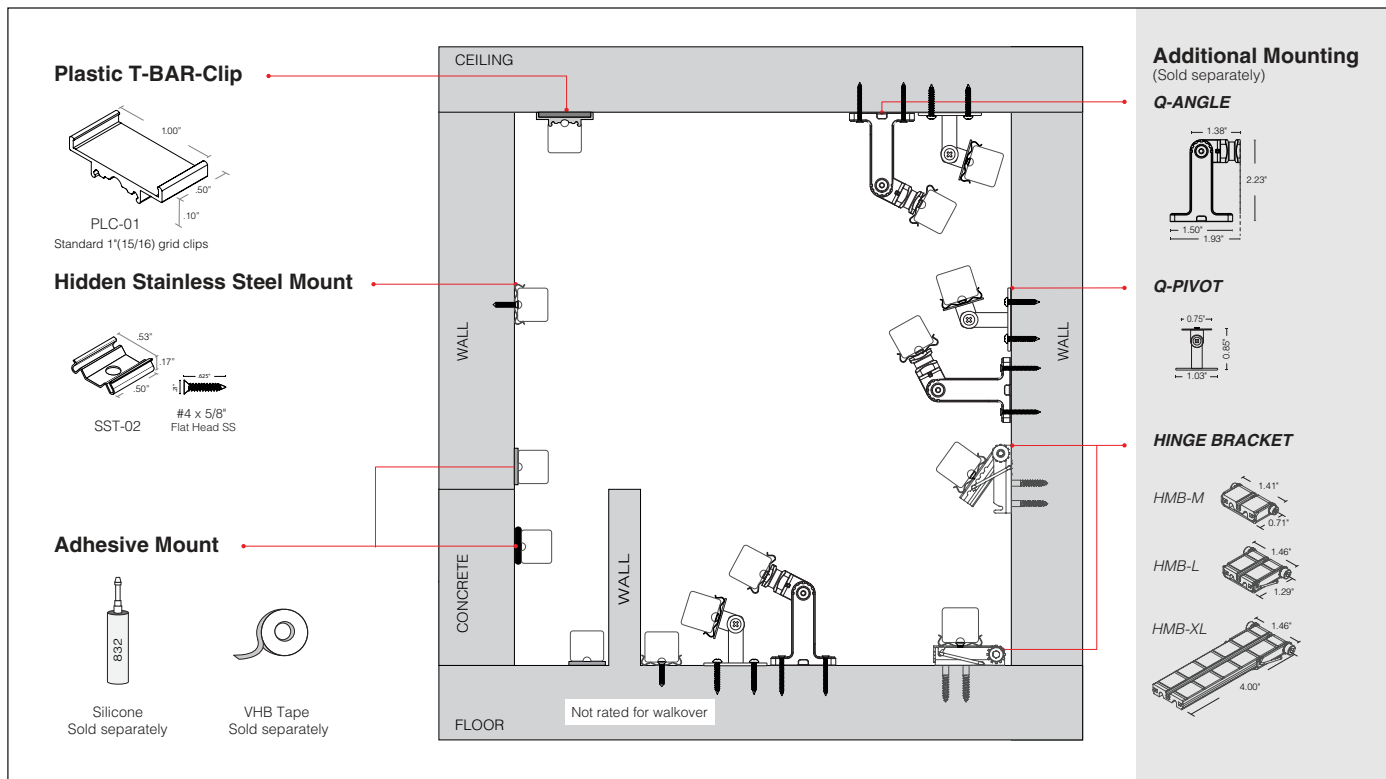 Plastic T-BAR-Clip
1.00"
.50"
.10"
PLC-01
Standard 1"(15/16) grid clips
Hidden Stainless Steel Mount
.53"
.17"
.50"
SST-02
.625"
.21"
#4 x 5/8"
Flat Head SS
Adhesive Mount
832
Silicone
Sold separately
VHB Tape
Sold separately
CEILING
WALL
CONCRETE
WALL
WALL
Not rated for walkover
FLOOR
Additional Mounting
(Sold separately)
Q-ANGLE
1.38"
2.23"
1.50"
1.93"
Q-PIVOT
0.75"
0.85"
1.03"
HINGE BRACKET
HMB-M
1.41"
0.71"
HMB-L
1.46"
1.29"
HMB-XL
1.46"
4.00"